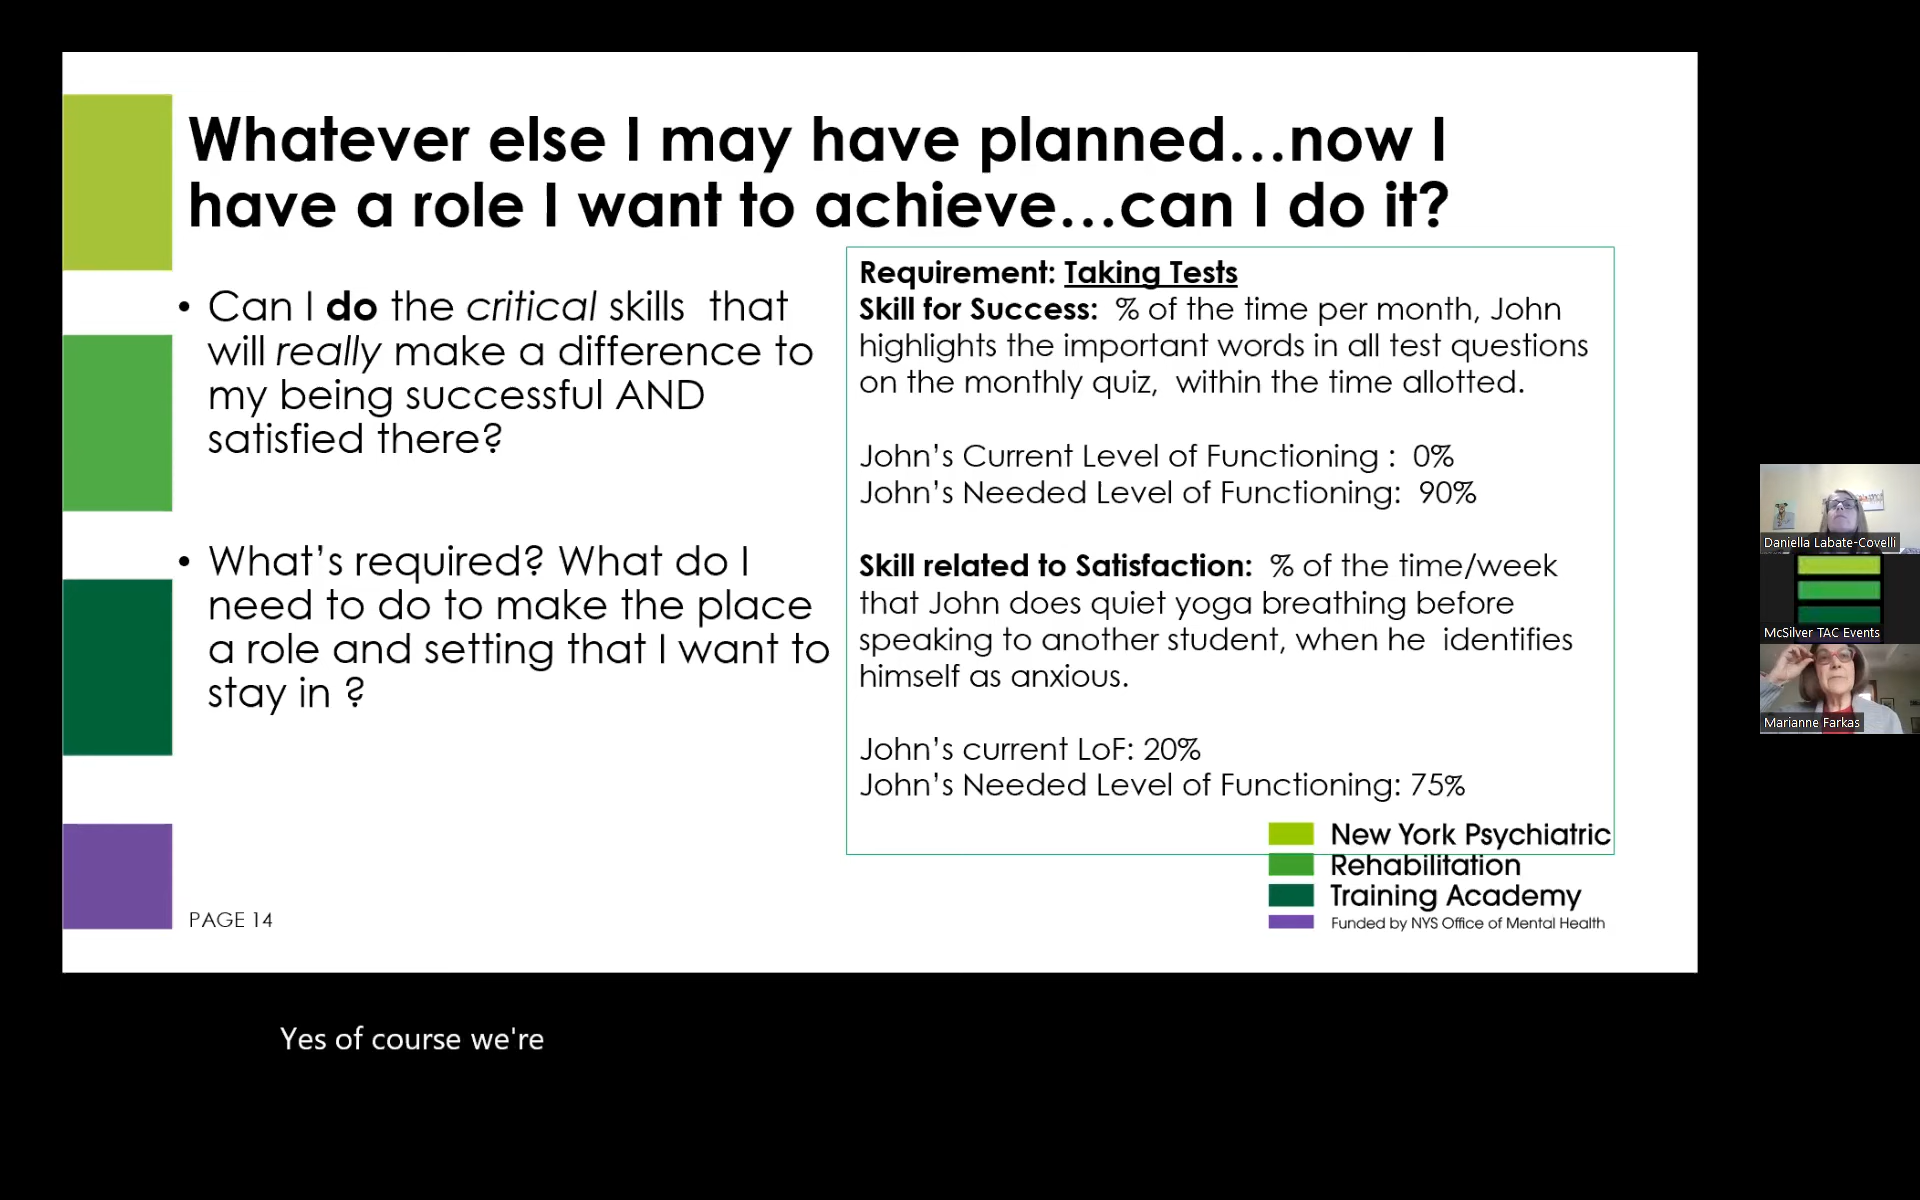 Whatever else I may have planned...now I
have a role I want to achieve...can I do it?
• Can I do the critical skills that
will really make a difference to
my being successful AND
satisfied there?
• What's required? What do I
need to do to make the place
a role and setting that I want to
stay in ?
Requirement: Taking Tests
Skill for Success: % of the time per month, John
highlights the important words in all test questions
on the monthly quiz, within the time allotted.
John's Current Level of Functioning : 0%
John's Needed Level of Functioning: 90%
Skill related to Satisfaction: % of the time/week
that John does quiet yoga breathing before
speaking to another student, when he identifies
himself as anxious.
John's current LoF: 20%
John's Needed Level of Functioning: 75%
New York Psychiatric
Rehabilitation
Training Academy
Funded by NYS Office of Mental Health
PAGE 14
Daniella Labate-Covelli
McSilver TAC Events
Marianne Farkas
Yes of course we're